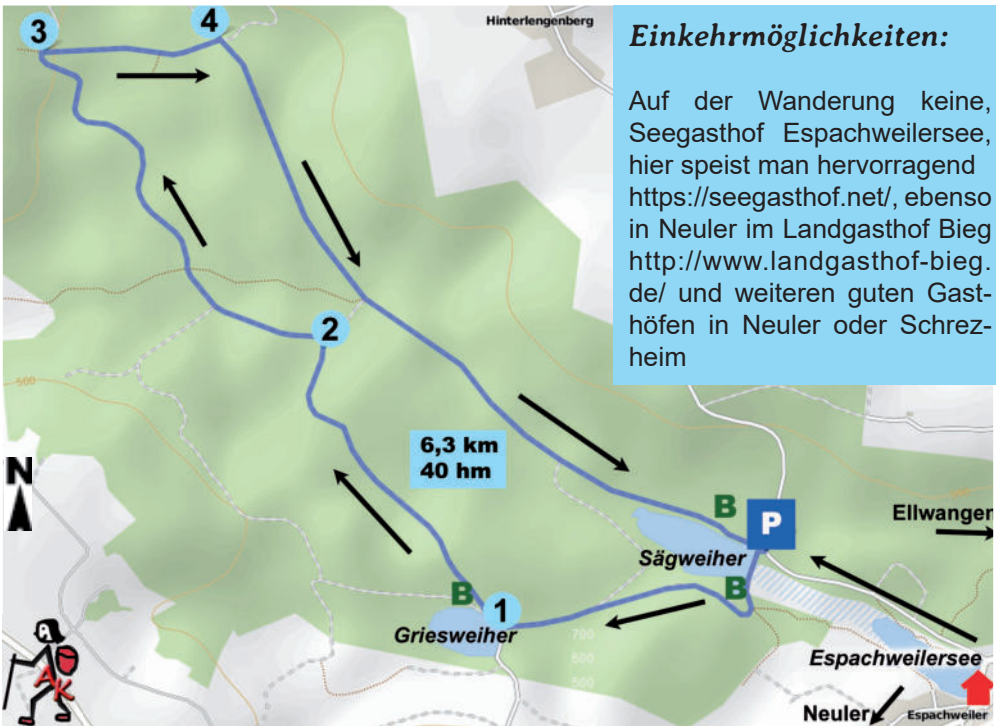 3
4
Hinterlengenberg
Einkehrmöglichkeiten:
Auf der Wanderung keine,
Seegasthof Espachweilersee,
hier speist man hervorragend
https://seegasthof.net/, ebenso
in Neuler im Landgasthof Bieg
http://www.landgasthof-bieg.
de/ und weiteren guten Gast-
höfen in Neuler oder Schrez-
heim
2
500
6,3 km
40 hm
N
B
P
Ellwangen
Sägweiher
B
B
1
Griesweiher
700
600
500
Espachweilersee
AK
Neuler
Espachweiler